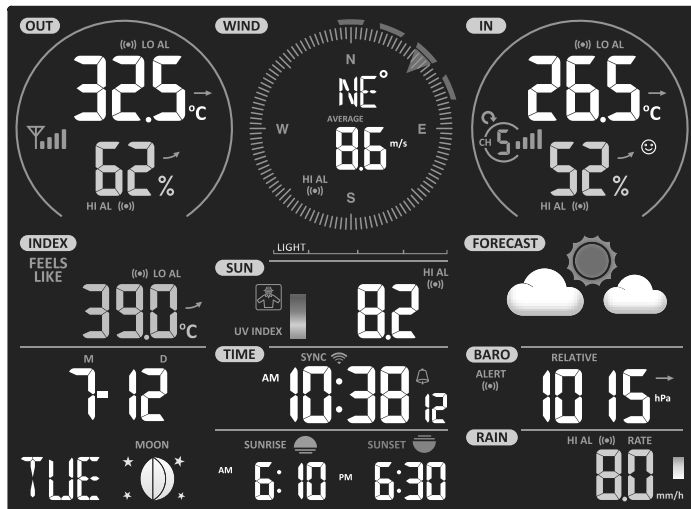 OUT
LO AL
32.5 °C
62 %
HI AL
WIND
N
NE°
W
E
AVERAGE
8.6 m/s
HI AL
S
IN
LO AL
26.5 °C
CH 5
52 %
HI AL
INDEX
FEELS
LIKE
LO AL
39.0 °C
LIGHT
SUN
HI AL
UV INDEX
8.2
FORECAST
M D
7-12
TIME
SYNC
AM 10:38 12
BARO
RELATIVE
ALERT
1015 hPa
TUE
MOON
SUNRISE
AM 6:10
SUNSET
PM 6:30
RAIN
HI AL RATE
8.0 mm/h